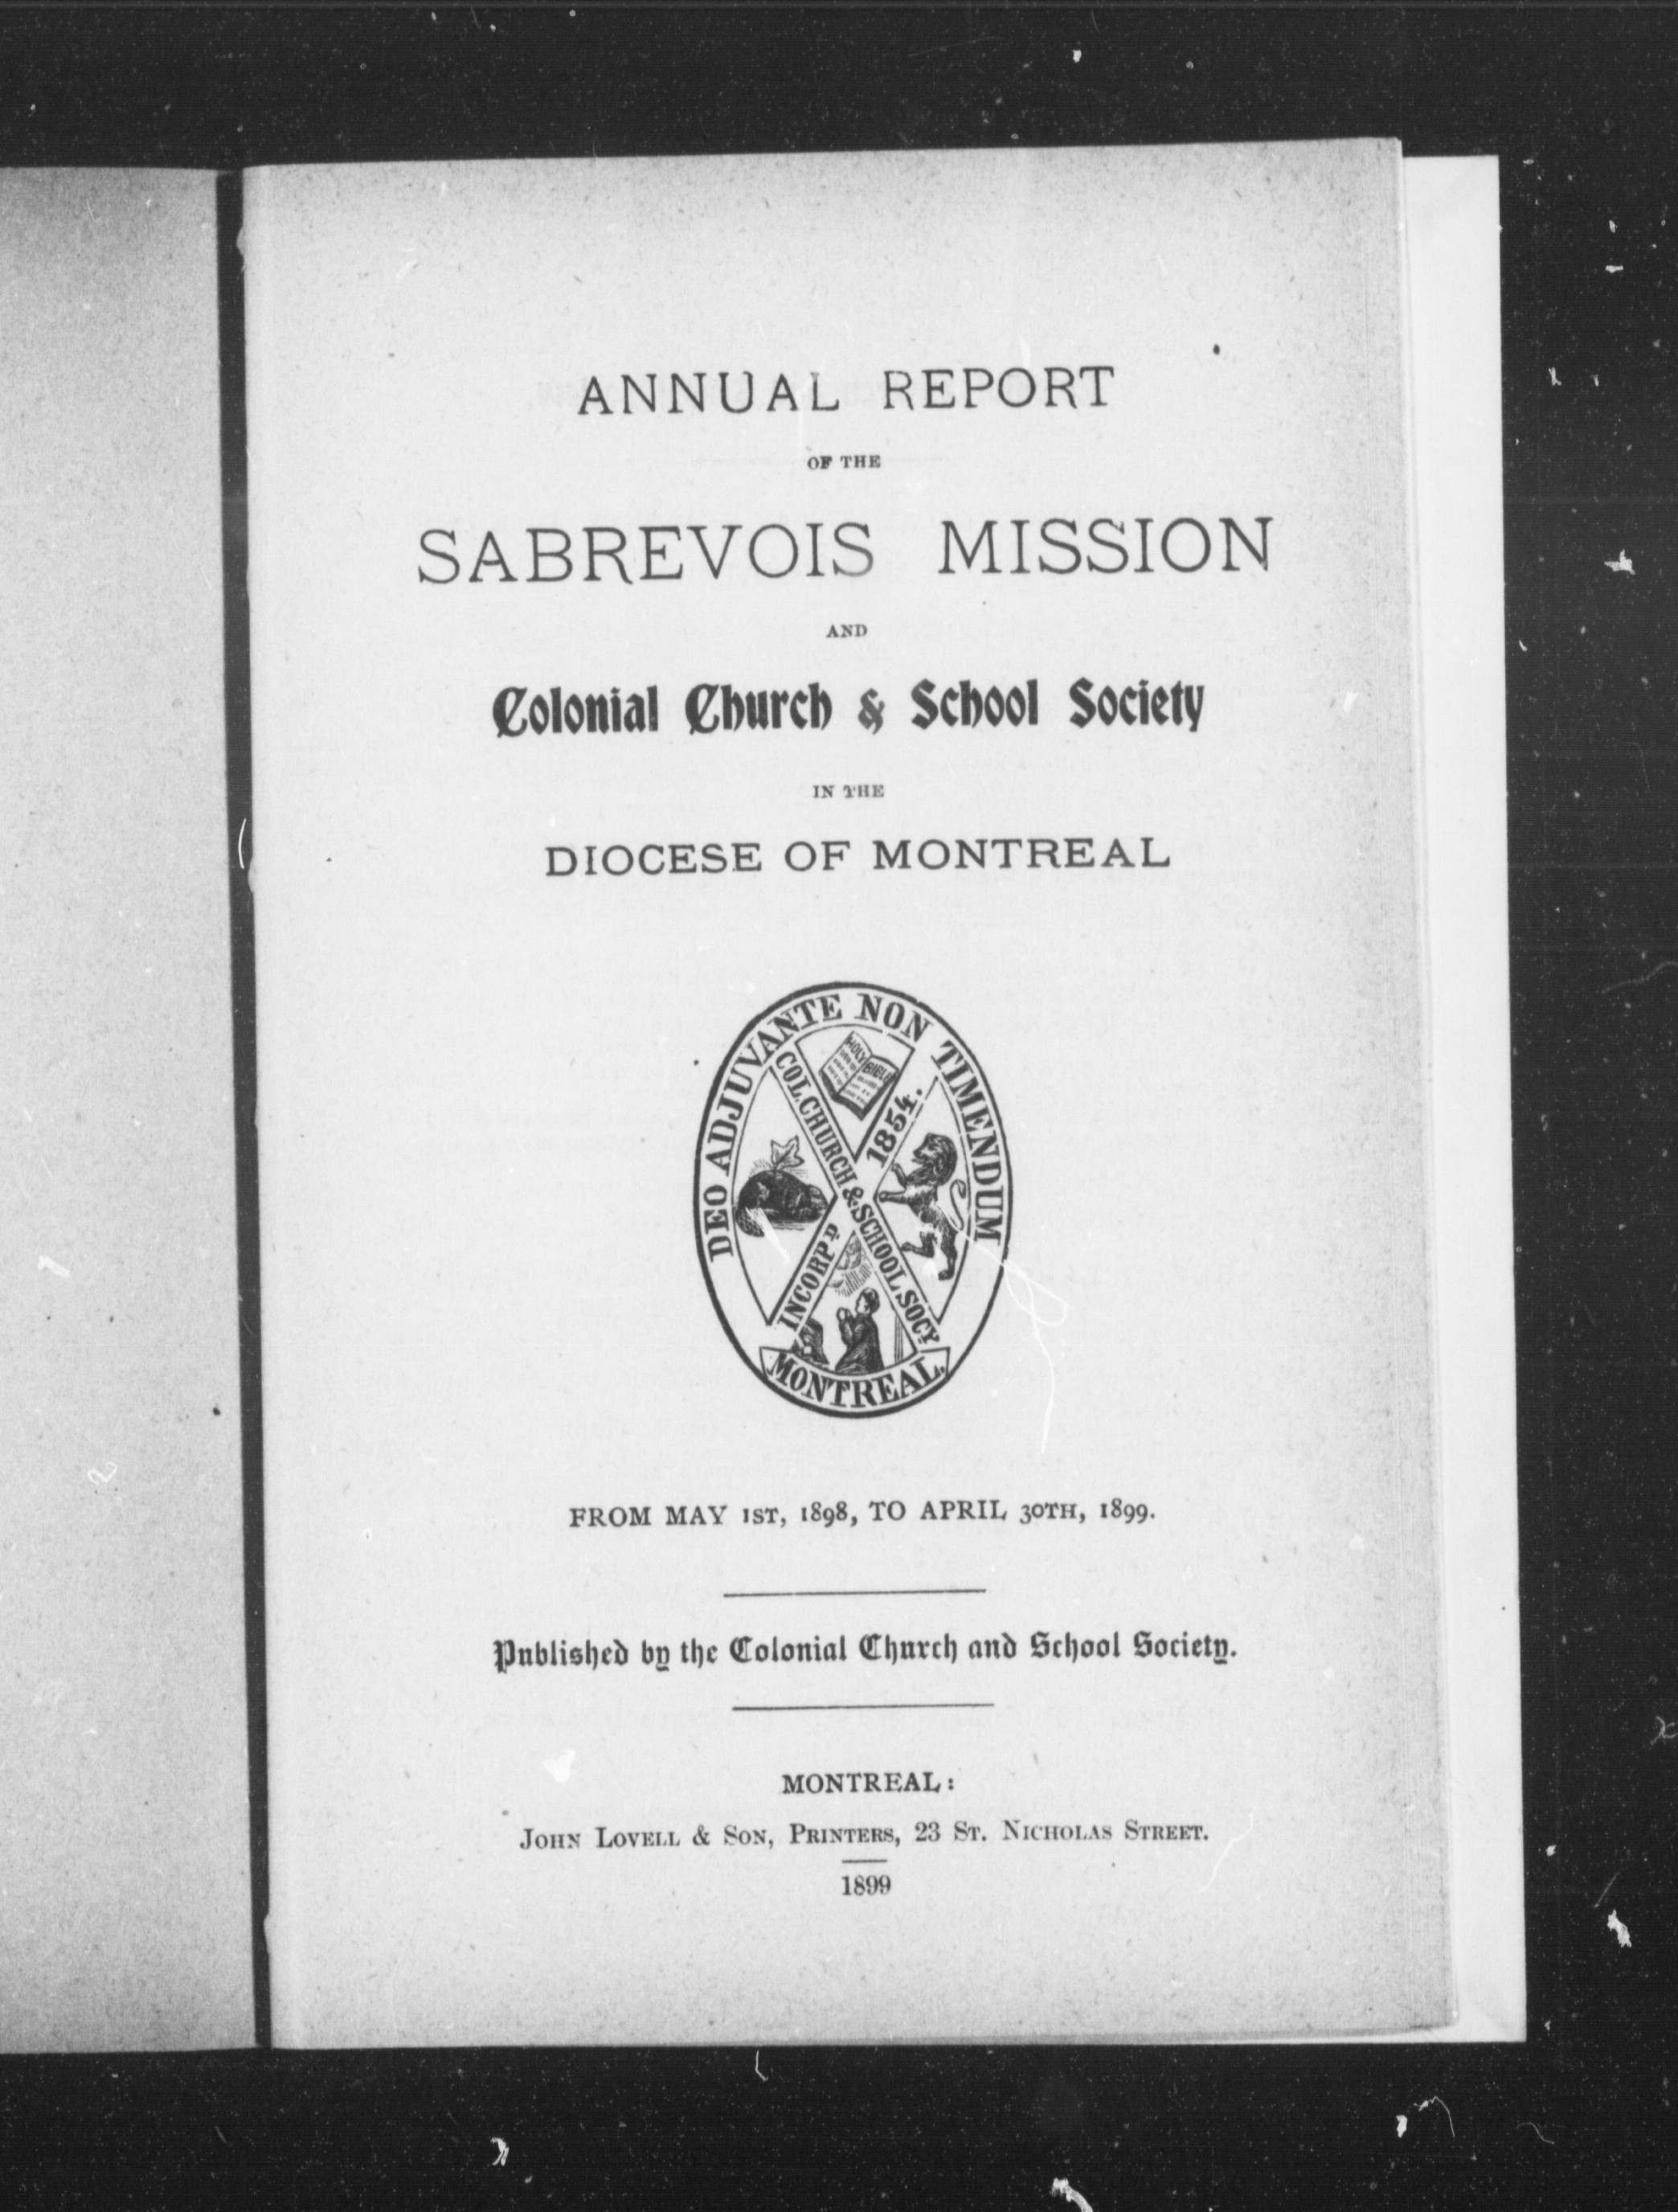 ANNUAL REPORT
OF THE
SABREVOIS MISSION
AND
Colonial Church & School Society
IN THE
DIOCESE OF MONTREAL
DEO ADJUVANTE NON TIMENDUM
HOLY BIBLE
COL. CHURCH & SCHOOL SOCY
INCORPD 1854.
MONTREAL.
FROM MAY 1ST, 1898, TO APRIL 30TH, 1899.
Published by the Colonial Church and School Society.
MONTREAL:
JOHN LOVELL & SON, PRINTERS, 23 ST. NICHOLAS STREET.
1899